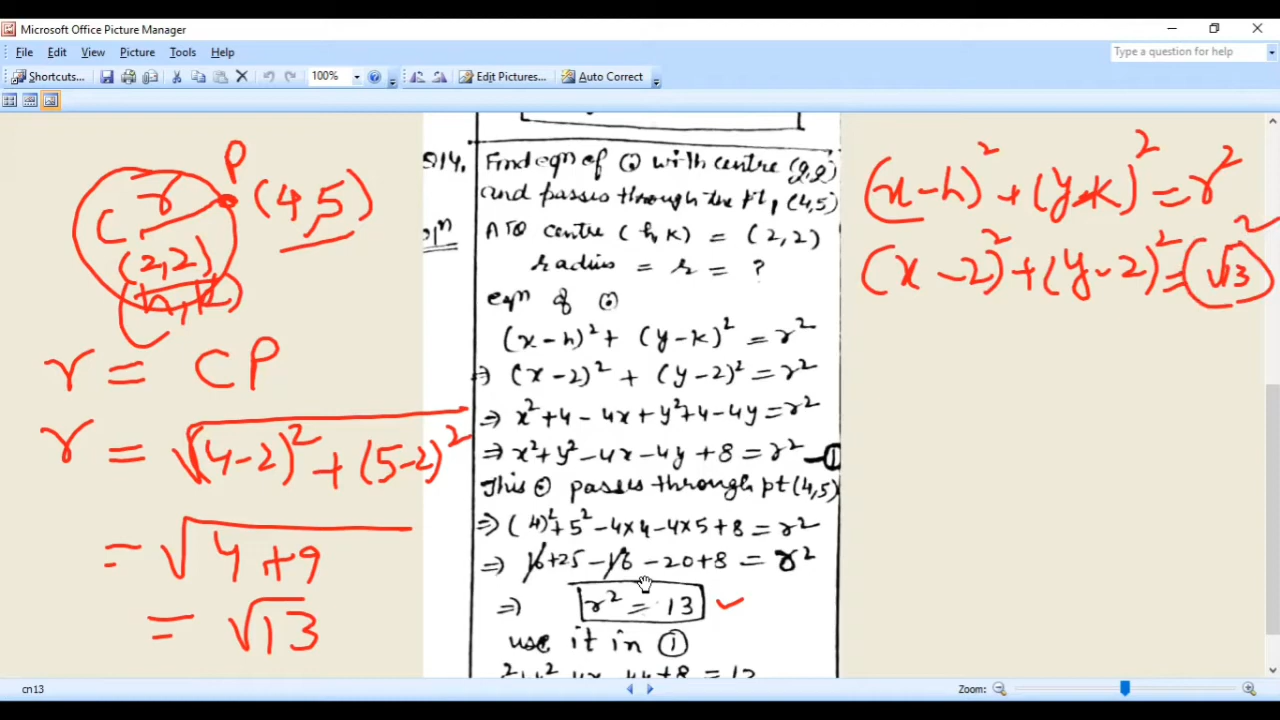 Microsoft Office Picture Manager
File Edit View Picture Tools Help
Type a question for help
Shortcuts... 100% Edit Pictures... Auto Correct
P
r
C
(4,5)
(2,2)
(h,k)
r = CP
r = √(4-2)² + (5-2)²
= √4+9
= √13
Q14. Find eqn of ⊙ with centre (2,2)
and passes through the pt, (4,5)
Solⁿ ATQ centre (h,k) = (2,2)
radius = r = ?
eqn of ⊙
(x-h)² + (y-k)² = r²
⇒ (x-2)² + (y-2)² = r²
⇒ x²+4-4x+y²+4-4y=r²
⇒ x²+y²-4x-4y+8=r² —①
This ⊙ passes through pt (4,5)
⇒ (4)²+5²-4×4-4×5+8=r²
⇒ 16+25-16-20+8=r²
⇒ r² = 13 ✓
use it in ①
(x-h)²+(y-k)²=r²
(x-2)²+(y-2)²=(√13)²
cn13
Zoom: